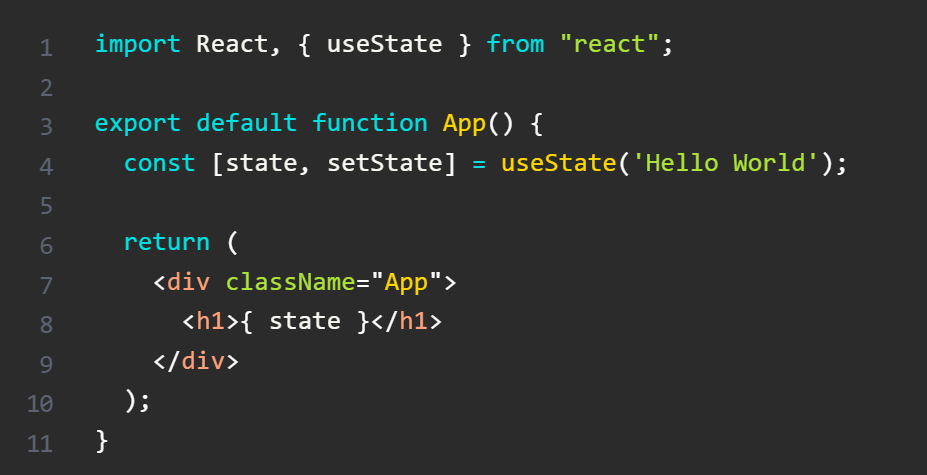 1 import React, { useState } from "react";
2
3 export default function App() {
4   const [state, setState] = useState('Hello World');
5
6   return (
7     <div className="App">
8       <h1>{ state }</h1>
9     </div>
10   );
11 }